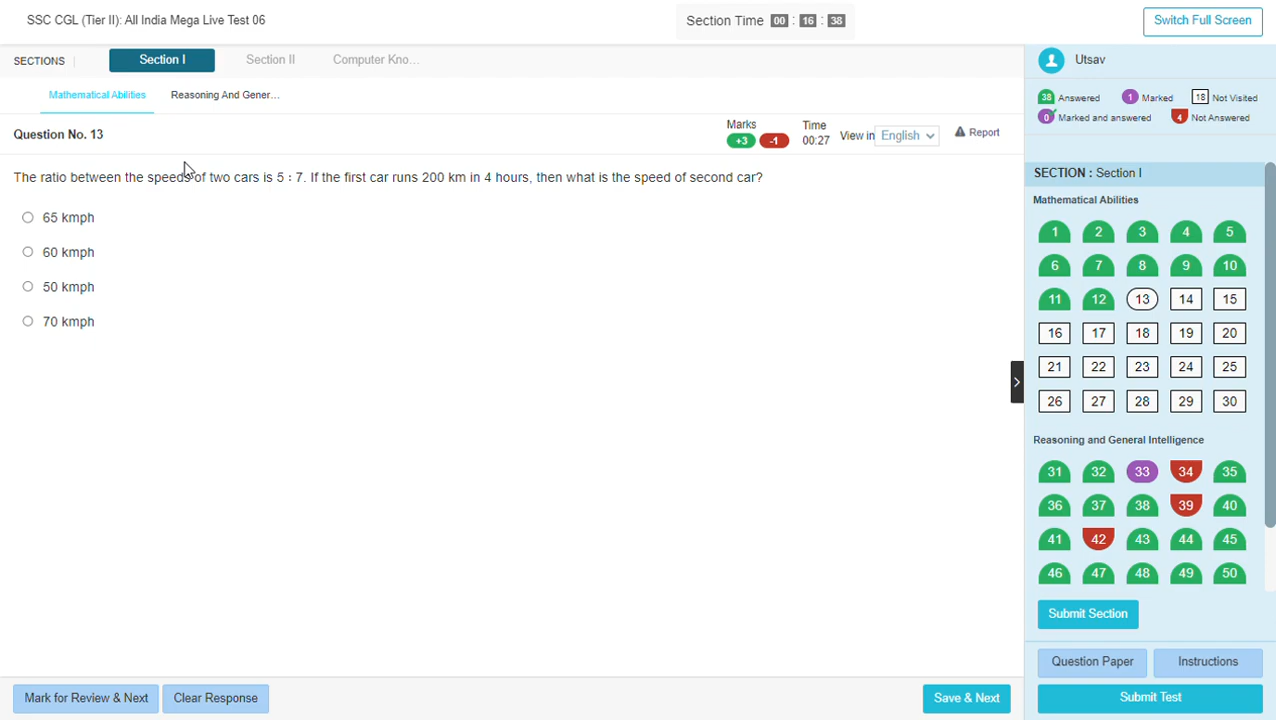 SSC CGL (Tier II): All India Mega Live Test 06
Section Time 00 : 16 : 38
Switch Full Screen
SECTIONS
Section I
Section II
Computer Kno...
Utsav
Mathematical Abilities
Reasoning And Gener...
38 Answered
1 Marked
18 Not Visited
0 Marked and answered
4 Not Answered
Question No. 13
Marks
+3 -1
Time
00:27
View in English
Report
The ratio between the speeds of two cars is 5 : 7. If the first car runs 200 km in 4 hours, then what is the speed of second car?
65 kmph
60 kmph
50 kmph
70 kmph
SECTION : Section I
Mathematical Abilities
1 2 3 4 5
6 7 8 9 10
11 12 13 14 15
16 17 18 19 20
21 22 23 24 25
26 27 28 29 30
Reasoning and General Intelligence
31 32 33 34 35
36 37 38 39 40
41 42 43 44 45
46 47 48 49 50
Submit Section
Question Paper
Instructions
Mark for Review & Next
Clear Response
Save & Next
Submit Test